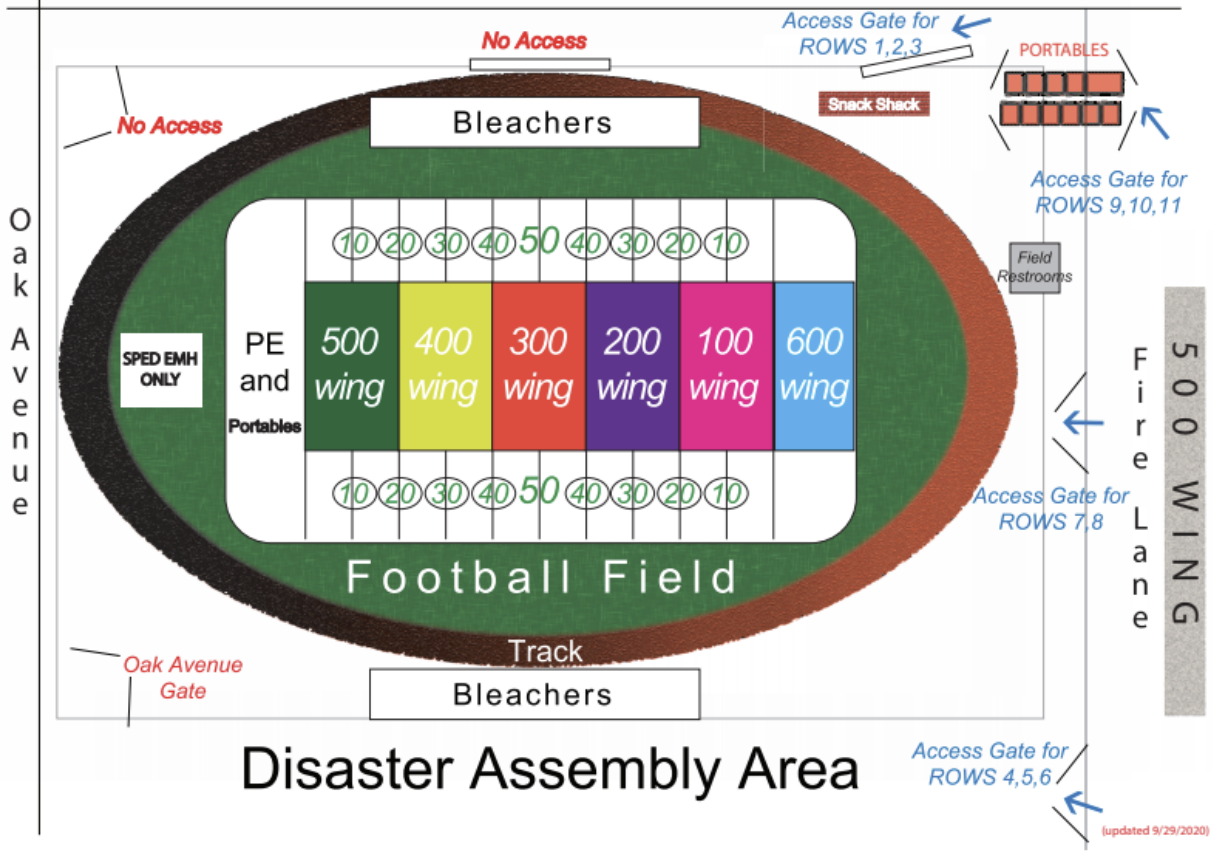 Access Gate for
ROWS 1,2,3
No Access
PORTABLES
Snack Shack
No Access
Bleachers
Access Gate for
ROWS 9,10,11
Oak Avenue
10 20 30 40 50 40 30 20 10
Field
Restrooms
SPED EMH
ONLY
PE
and
Portables
500
wing
400
wing
300
wing
200
wing
100
wing
600
wing
Fire Lane
500 WING
10 20 30 40 50 40 30 20 10
Access Gate for
ROWS 7,8
Football Field
Track
Oak Avenue
Gate
Bleachers
Disaster Assembly Area
Access Gate for
ROWS 4,5,6
(updated 9/29/2020)